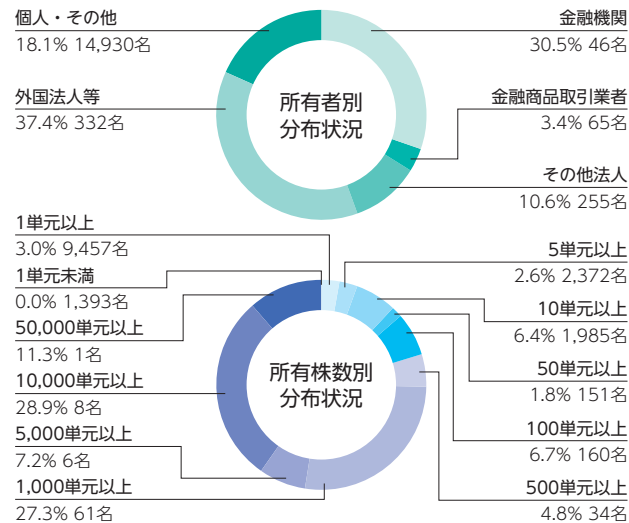 個人・その他
18.1% 14,930名
外国法人等
37.4% 332名
所有者別
分布状況
金融機関
30.5% 46名
金融商品取引業者
3.4% 65名
その他法人
10.6% 255名
1単元以上
3.0% 9,457名
1単元未満
0.0% 1,393名
50,000単元以上
11.3% 1名
10,000単元以上
28.9% 8名
5,000単元以上
7.2% 6名
1,000単元以上
27.3% 61名
所有株数別
分布状況
5単元以上
2.6% 2,372名
10単元以上
6.4% 1,985名
50単元以上
1.8% 151名
100単元以上
6.7% 160名
500単元以上
4.8% 34名